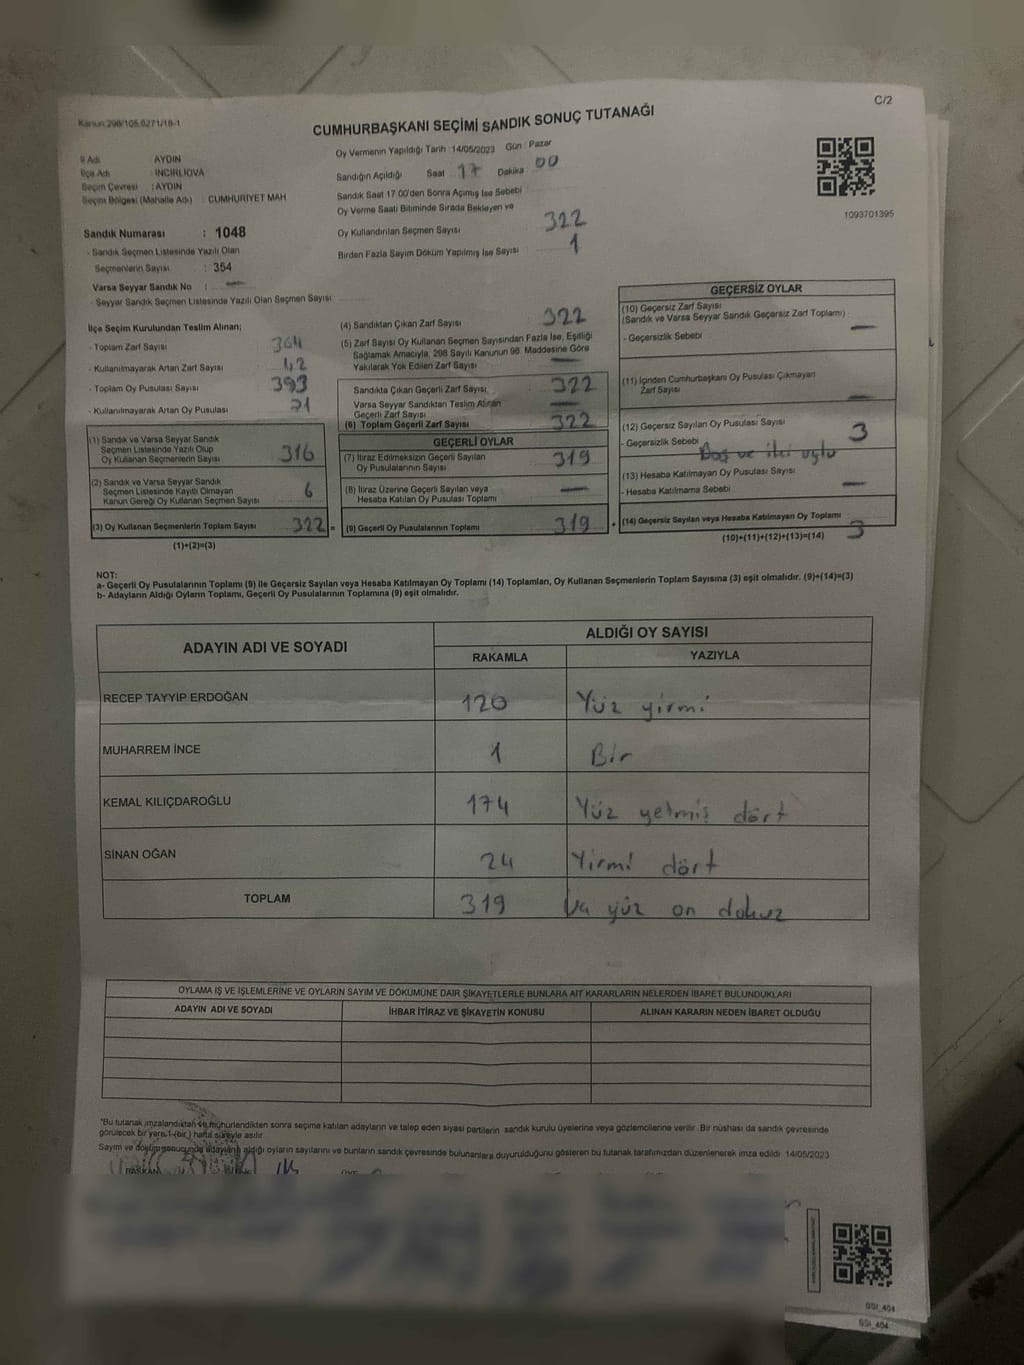 Kanun:298/105,6271/18-1
C/2
CUMHURBAŞKANI SEÇİMİ SANDIK SONUÇ TUTANAĞI
İl Adı AYDIN
İlçe Adı :İNCİRLİOVA
Seçim Çevresi :AYDIN
Seçim Bölgesi (Mahalle Adı) : CUMHURİYET MAH
Sandık Numarası : 1048
- Sandık Seçmen Listesinde Yazılı Olan
Seçmenlerin Sayısı : 354
Varsa Seyyar Sandık No : —
- Seyyar Sandık Seçmen Listesinde Yazılı Olan Seçmen Sayısı
Oy Vermenin Yapıldığı Tarih :14/05/2023 Gün : Pazar
Sandığın Açıldığı Saat 17 Dakika 00
Sandık Saat 17:00'den Sonra Açılmış İse Sebebi
Oy Verme Saati Bitiminde Sırada Bekleyen ve
Oy Kullandırılan Seçmen Sayısı 322
Birden Fazla Sayım Döküm Yapılmış İse Sayısı 1
1093701395
İlçe Seçim Kurulundan Teslim Alınan;
- Toplam Zarf Sayısı 364
- Kullanılmayarak Artan Zarf Sayısı 42
- Toplam Oy Pusulası Sayısı 393
- Kullanılmayarak Artan Oy Pusulası 71
(1) Sandık ve Varsa Seyyar Sandık
Seçmen Listesinde Yazılı Olup
Oy Kullanan Seçmenlerin Sayısı 316
(2) Sandık ve Varsa Seyyar Sandık
Seçmen Listesinde Kayıtlı Olmayan
Kanun Gereği Oy Kullanan Seçmen Sayısı 6
(3) Oy Kullanan Seçmenlerin Toplam Sayısı 322 =
(1)+(2)=(3)
(4) Sandıktan Çıkan Zarf Sayısı 322
(5) Zarf Sayısı Oy Kullanan Seçmen Sayısından Fazla İse, Eşitliği
Sağlamak Amacıyla, 298 Sayılı Kanunun 98. Maddesine Göre
Yakılarak Yok Edilen Zarf Sayısı —
Sandıkta Çıkan Geçerli Zarf Sayısı 322
Varsa Seyyar Sandıktan Teslim Alınan
Geçerli Zarf Sayısı —
(6) Toplam Geçerli Zarf Sayısı 322
GEÇERLİ OYLAR
(7) İtiraz Edilmeksizin Geçerli Sayılan
Oy Pusulalarının Sayısı 319
(8) İtiraz Üzerine Geçerli Sayılan veya
Hesaba Katılan Oy Pusulası Toplamı —
(9) Geçerli Oy Pusulalarının Toplamı 319 +
GEÇERSİZ OYLAR
(10) Geçersiz Zarf Sayısı
(Sandık ve Varsa Seyyar Sandık Geçersiz Zarf Toplamı) —
- Geçersizlik Sebebi
(11) İçinden Cumhurbaşkanı Oy Pusulası Çıkmayan
Zarf Sayısı —
(12) Geçersiz Sayılan Oy Pusulası Sayısı 3
- Geçersizlik Sebebi Boş ve iki oylu
(13) Hesaba Katılmayan Oy Pusulası Sayısı
- Hesaba Katılmama Sebebi —
(14) Geçersiz Sayılan veya Hesaba Katılmayan Oy Toplamı 3
(10)+(11)+(12)+(13)=(14)
NOT:
a- Geçerli Oy Pusulalarının Toplamı (9) ile Geçersiz Sayılan veya Hesaba Katılmayan Oy Toplamı (14) Toplamları, Oy Kullanan Seçmenlerin Toplam Sayısına (3) eşit olmalıdır. (9)+(14)=(3)
b- Adayların Aldığı Oyların Toplamı, Geçerli Oy Pusulalarının Toplamına (9) eşit olmalıdır.
ADAYIN ADI VE SOYADI ALDIĞI OY SAYISI
RAKAMLA YAZIYLA
RECEP TAYYİP ERDOĞAN 120 Yüz yirmi
MUHARREM İNCE 1 Bir
KEMAL KILIÇDAROĞLU 174 Yüz yetmiş dört
SİNAN OĞAN 24 Yirmi dört
TOPLAM 319 yüz on dokuz
OYLAMA İŞ VE İŞLEMLERİNE VE OYLARIN SAYIM VE DÖKÜMÜNE DAİR ŞİKAYETLERLE BUNLARA AİT KARARLARIN NELERDEN İBARET BULUNDUKLARI
ADAYIN ADI VE SOYADI İHBAR İTİRAZ VE ŞİKAYETİN KONUSU ALINAN KARARIN NEDEN İBARET OLDUĞU
*Bu tutanak imzalandıktan ve mühürlendikten sonra seçime katılan adayların ve talep eden siyasi partilerin sandık kurulu üyelerine veya gözlemcilerine verilir. Bir nüshası da sandık çevresinde
görülecek bir yere 1 (bir) hafta süreyle asılır.
Sayım ve döküm sonucunda adayların aldığı oyların sayılarını ve bunların sandık çevresinde bulunanlara duyurulduğunu gösteren bu tutanak tarafımızdan düzenlenerek imza edildi. 14/05/2023
BAŞKAN
GSI_404
GSI_404